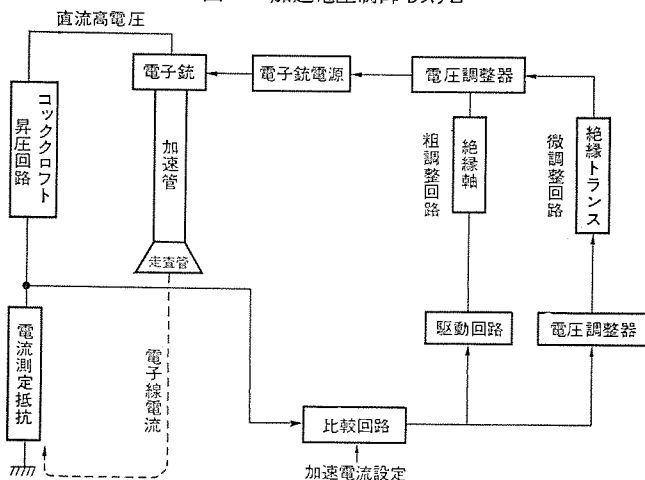 直流高電圧
電子銃
電子銃電源
電圧調整器
コッククロフト
昇圧回路
加速管
粗調整回路
絶縁軸
微調整回路
絶縁トランス
走査管
電流測定抵抗
電子線電流
駆動回路
電圧調整器
比較回路
加速電流設定